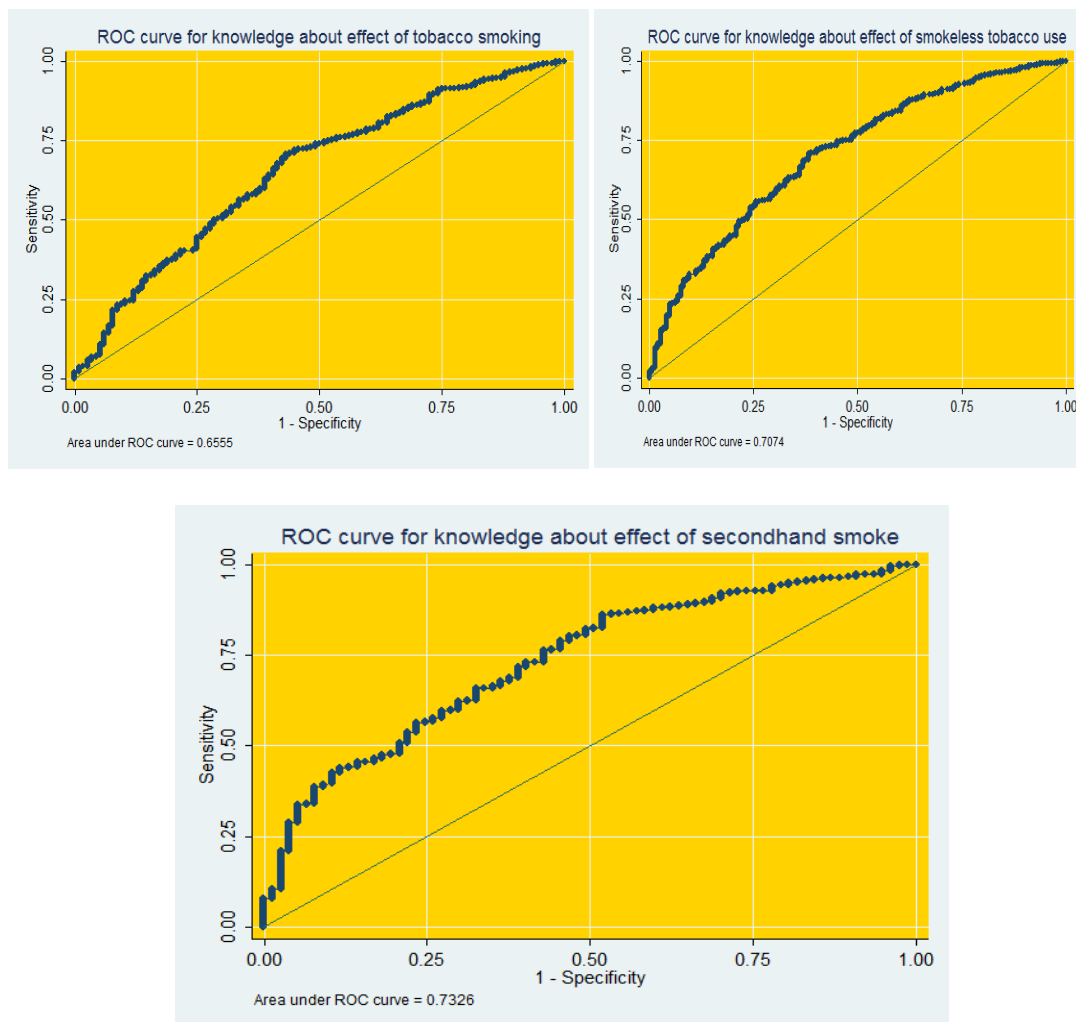 ROC curve for knowledge about effect of tobacco smoking
Sensitivity
0.00 0.25 0.50 0.75 1.00
0.00 0.25 0.50 0.75 1.00
1 - Specificity
Area under ROC curve = 0.6555
ROC curve for knowledge about effect of smokeless tobacco use
Sensitivity
0.00 0.25 0.50 0.75 1.00
0.00 0.25 0.50 0.75 1.00
1 - Specificity
Area under ROC curve = 0.7074
ROC curve for knowledge about effect of secondhand smoke
Sensitivity
0.00 0.25 0.50 0.75 1.00
0.00 0.25 0.50 0.75 1.00
1 - Specificity
Area under ROC curve = 0.7326